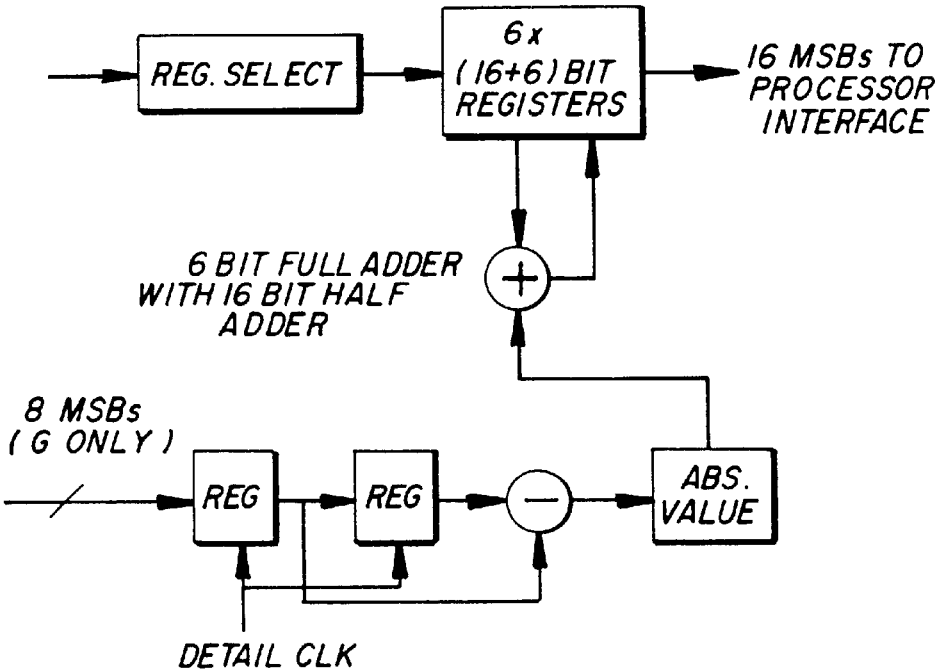 REG. SELECT
6x
(16+6) BIT
REGISTERS
16 MSBs TO
PROCESSOR
INTERFACE
6 BIT FULL ADDER
WITH 16 BIT HALF
ADDER
+
8 MSBs
(G ONLY)
REG
REG
−
ABS.
VALUE
DETAIL CLK